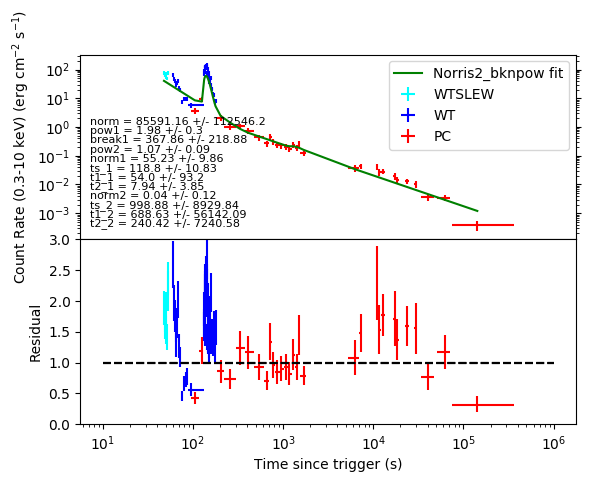 Count Rate (0.3-10 keV) (erg cm⁻² s⁻¹)
10²
10¹
10⁰
10⁻¹
10⁻²
10⁻³
Norris2_bknpow fit
WTSLEW
WT
PC
norm = 85591.16 +/- 112546.2
pow1 = 1.98 +/- 0.3
break1 = 367.86 +/- 218.88
pow2 = 1.07 +/- 0.09
norm1 = 55.23 +/- 9.86
ts_1 = 118.8 +/- 10.83
t1_1 = 54.0 +/- 93.2
t2_1 = 7.94 +/- 3.85
norm2 = 0.04 +/- 0.12
ts_2 = 998.88 +/- 8929.84
t1_2 = 688.63 +/- 56142.09
t2_2 = 240.42 +/- 7240.58
Residual
3.0
2.5
2.0
1.5
1.0
0.5
0.0
10¹
10²
10³
10⁴
10⁵
10⁶
Time since trigger (s)